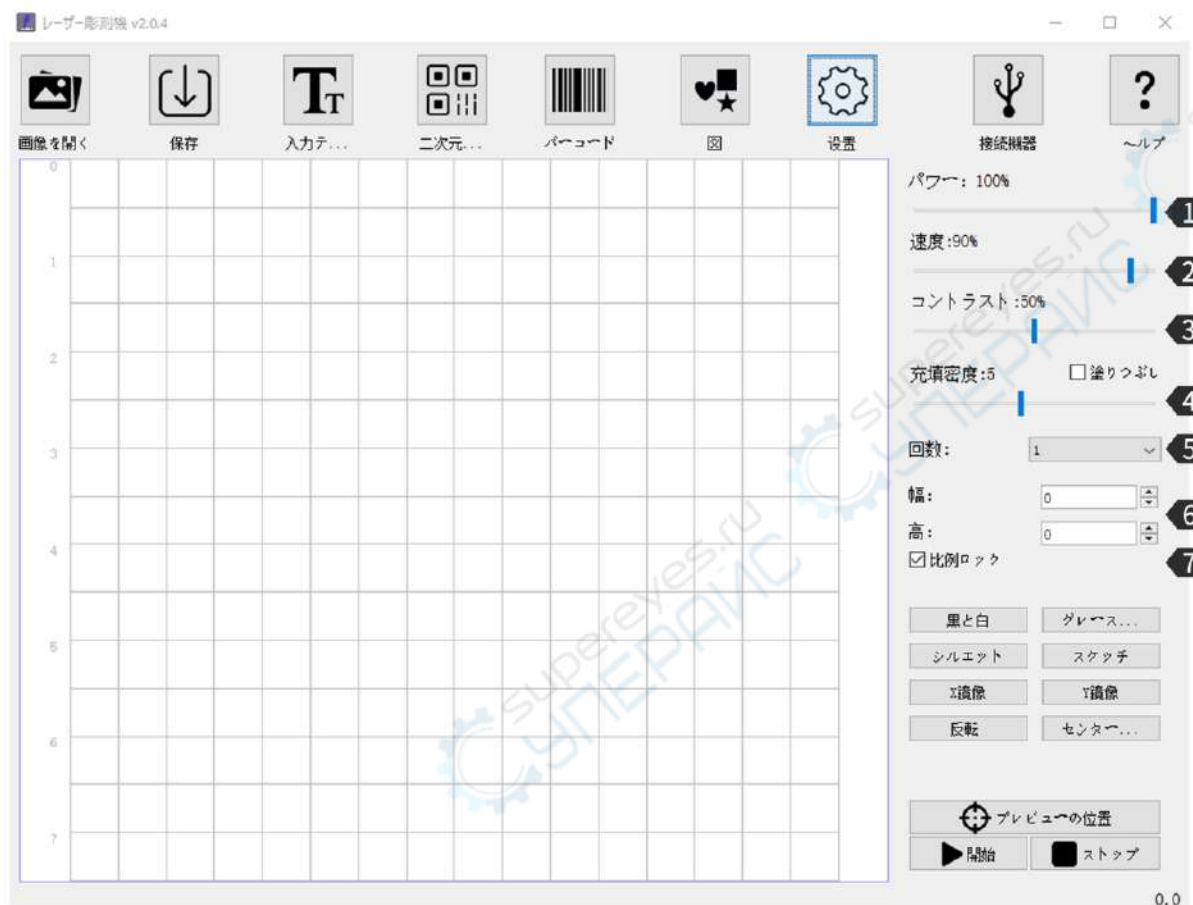 レーザー彫刻機 v2.0.4
画像を開く 保存 入力テ... 二次元... バーコード 図 设置 接続機器 ヘルプ
0
1
2
3
4
5
6
7
パワー: 100%
1
速度:90%
2
コントラスト:50%
3
充填密度:5 塗りつぶし
4
回数: 1
5
幅: 0
6
高: 0
比例ロック
7
黒と白 グレース...
シルエット スケッチ
X鏡像 Y鏡像
反転 センター...
プレビューの位置
開始 ストップ
0.0
supereyes.ru
СУПЕРАЙС
supereyes.ru
СУПЕРАЙС